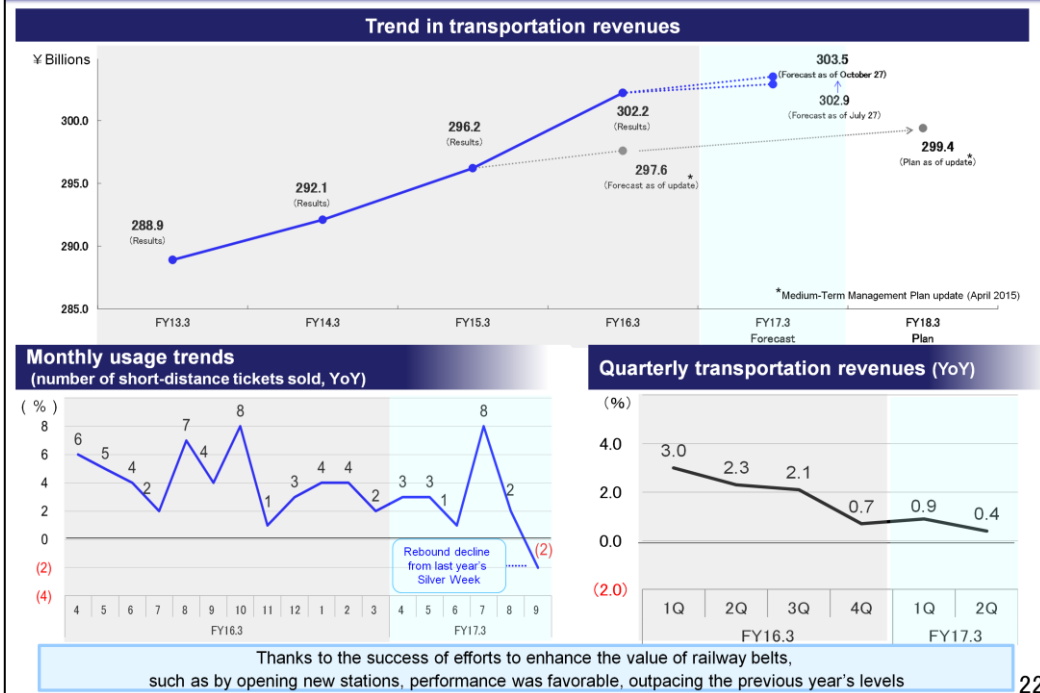 Trend in transportation revenues
¥ Billions
300.0
295.0
290.0
285.0
288.9
(Results)
292.1
(Results)
296.2
(Results)
302.2
(Results)
297.6
(Forecast as of update) *
303.5
(Forecast as of October 27)
302.9
(Forecast as of July 27)
299.4
(Plan as of update) *
*Medium-Term Management Plan update (April 2015)
FY13.3 FY14.3 FY15.3 FY16.3 FY17.3 FY18.3
Forecast Plan
Monthly usage trends
(number of short-distance tickets sold, YoY)
( % )
8
6
4
2
0
(2)
(4)
6 5 4 2 7 4 8 1 3 4 4 2 3 3 1 8 2 (2)
Rebound decline
from last year's
Silver Week
4 5 6 7 8 9 10 11 12 1 2 3 4 5 6 7 8 9
FY16.3 FY17.3
Quarterly transportation revenues (YoY)
(%)
4.0
2.0
0.0
(2.0)
3.0 2.3 2.1 0.7 0.9 0.4
1Q 2Q 3Q 4Q 1Q 2Q
FY16.3 FY17.3
Thanks to the success of efforts to enhance the value of railway belts,
such as by opening new stations, performance was favorable, outpacing the previous year's levels
22